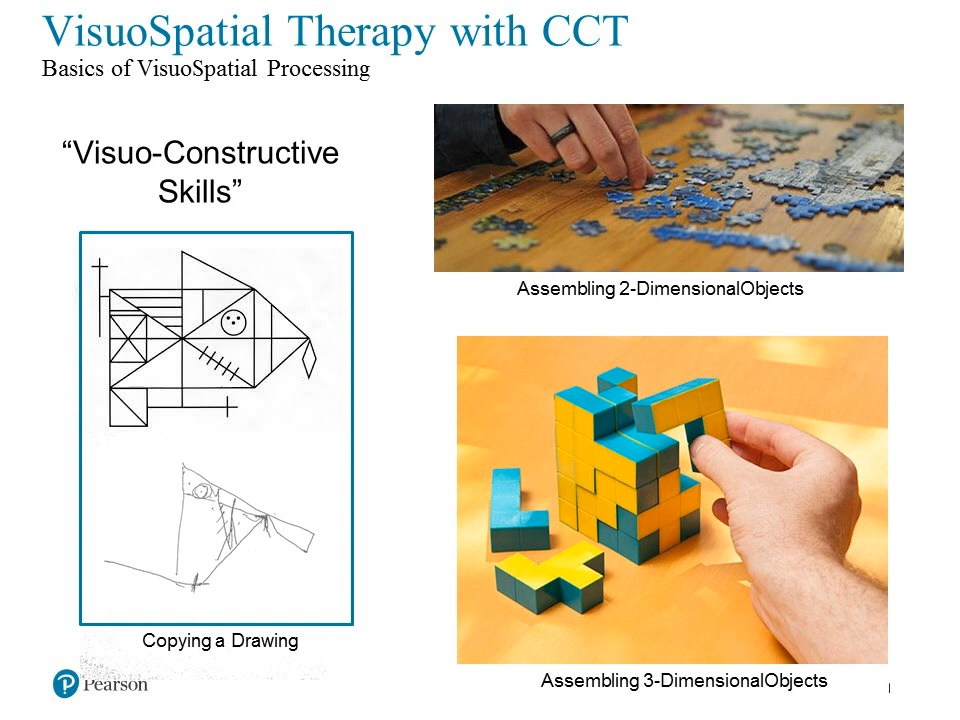 VisuoSpatial Therapy with CCT
Basics of VisuoSpatial Processing
“Visuo-Constructive
Skills”
Assembling 2-DimensionalObjects
Copying a Drawing
Pearson
Assembling 3-DimensionalObjects